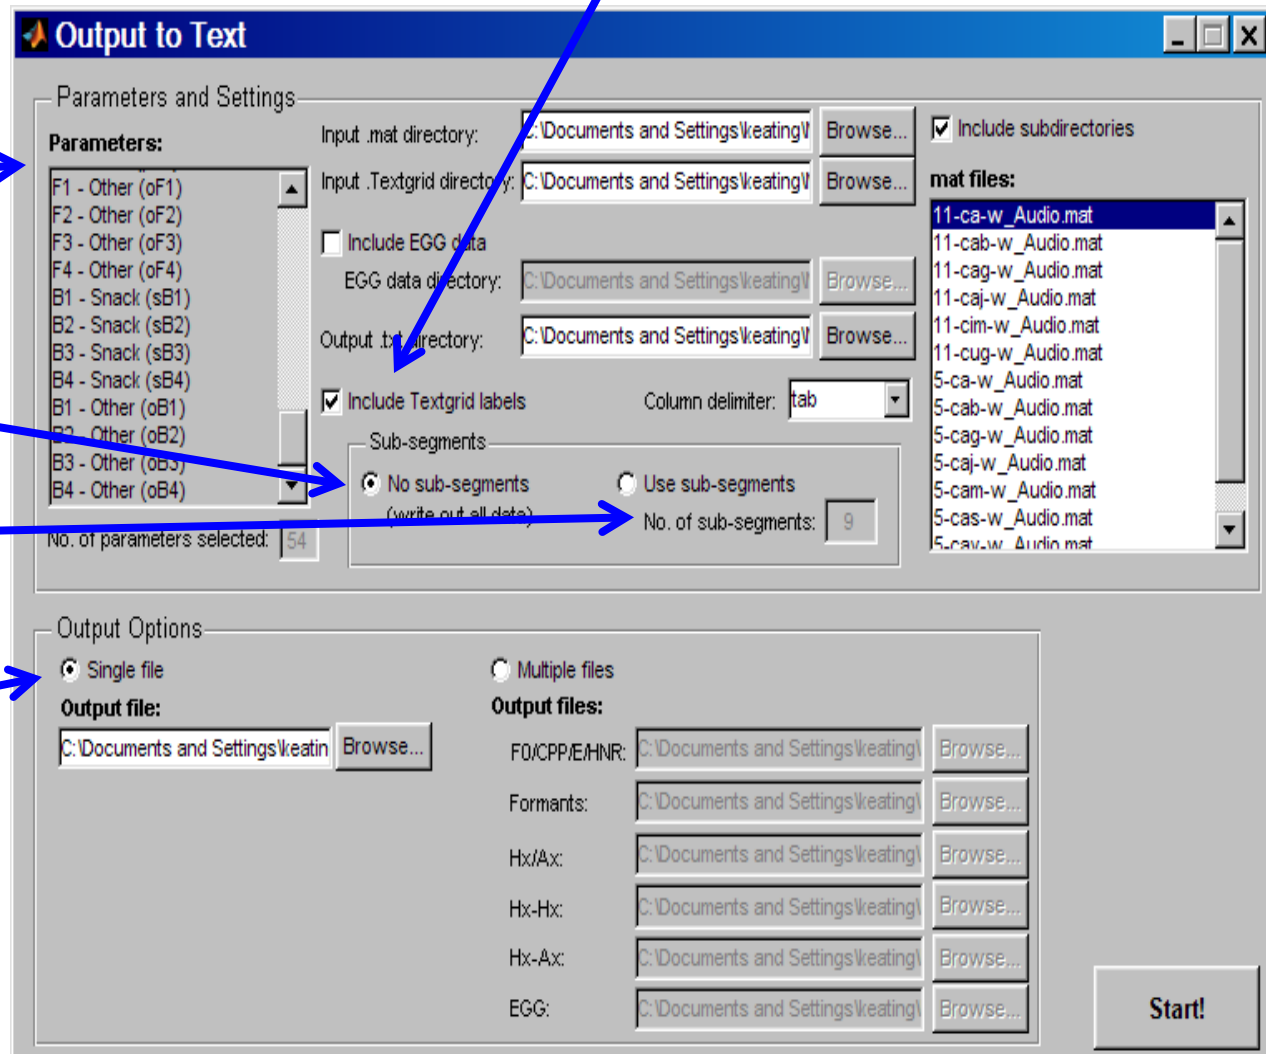 Output to Text
Parameters and Settings
Parameters:
F1 - Other (oF1)
F2 - Other (oF2)
F3 - Other (oF3)
F4 - Other (oF4)
B1 - Snack (sB1)
B2 - Snack (sB2)
B3 - Snack (sB3)
B4 - Snack (sB4)
B1 - Other (oB1)
B2 - Other (oB2)
B3 - Other (oB3)
B4 - Other (oB4)
No. of parameters selected: 54
Input .mat directory: C:\Documents and Settings\keating\ Browse...
Input .Textgrid directory: C:\Documents and Settings\keating\ Browse...
Include EGG data
EGG data directory: C:\Documents and Settings\keating\ Browse...
Output .txt directory: C:\Documents and Settings\keating\ Browse...
Include Textgrid labels
Column delimiter: tab
Sub-segments
No sub-segments
(write out all data)
Use sub-segments
No. of sub-segments: 9
Include subdirectories
mat files:
11-ca-w_Audio.mat
11-cab-w_Audio.mat
11-cag-w_Audio.mat
11-caj-w_Audio.mat
11-cim-w_Audio.mat
11-cug-w_Audio.mat
5-ca-w_Audio.mat
5-cab-w_Audio.mat
5-cag-w_Audio.mat
5-caj-w_Audio.mat
5-cam-w_Audio.mat
5-cas-w_Audio.mat
5-cav-w_Audio.mat
Output Options
Single file
Output file:
C:\Documents and Settings\keatin Browse...
Multiple files
Output files:
F0/CPP/E/HNR: C:\Documents and Settings\keating\ Browse...
Formants: C:\Documents and Settings\keating\ Browse...
Hx/Ax: C:\Documents and Settings\keating\ Browse...
Hx-Hx: C:\Documents and Settings\keating\ Browse...
Hx-Ax: C:\Documents and Settings\keating\ Browse...
EGG: C:\Documents and Settings\keating\ Browse...
Start!